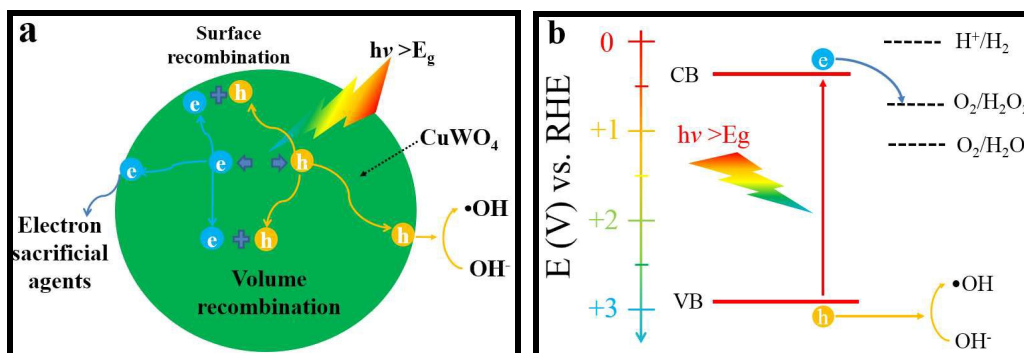 a
Surface
recombination
hν >E_g
e + h
CuWO₄
e
e
h
Electron
sacrificial
agents
e + h
h
•OH
OH⁻
Volume
recombination
b
E (V) vs. RHE
0
+1
+2
+3
CB
VB
hν >Eg
e
h
H⁺/H₂
O₂/H₂O₂
O₂/H₂O
•OH
OH⁻